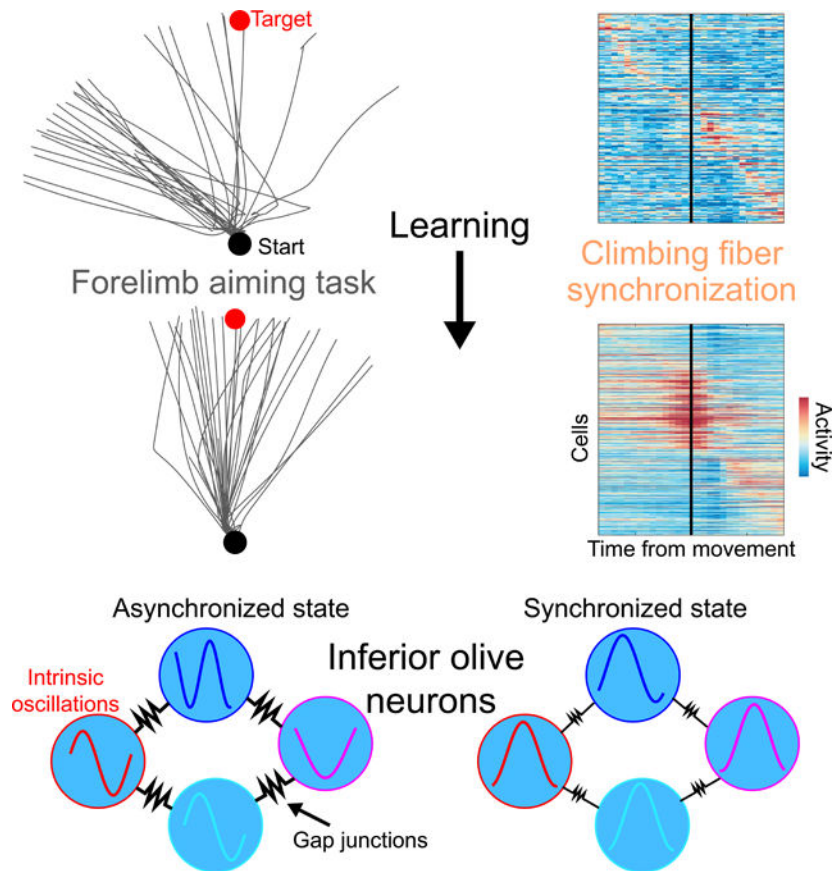 Target
Start
Forelimb aiming task
Learning
Climbing fiber
synchronization
Cells
Activity
Time from movement
Asynchronized state
Synchronized state
Intrinsic
oscillations
Inferior olive
neurons
Gap junctions